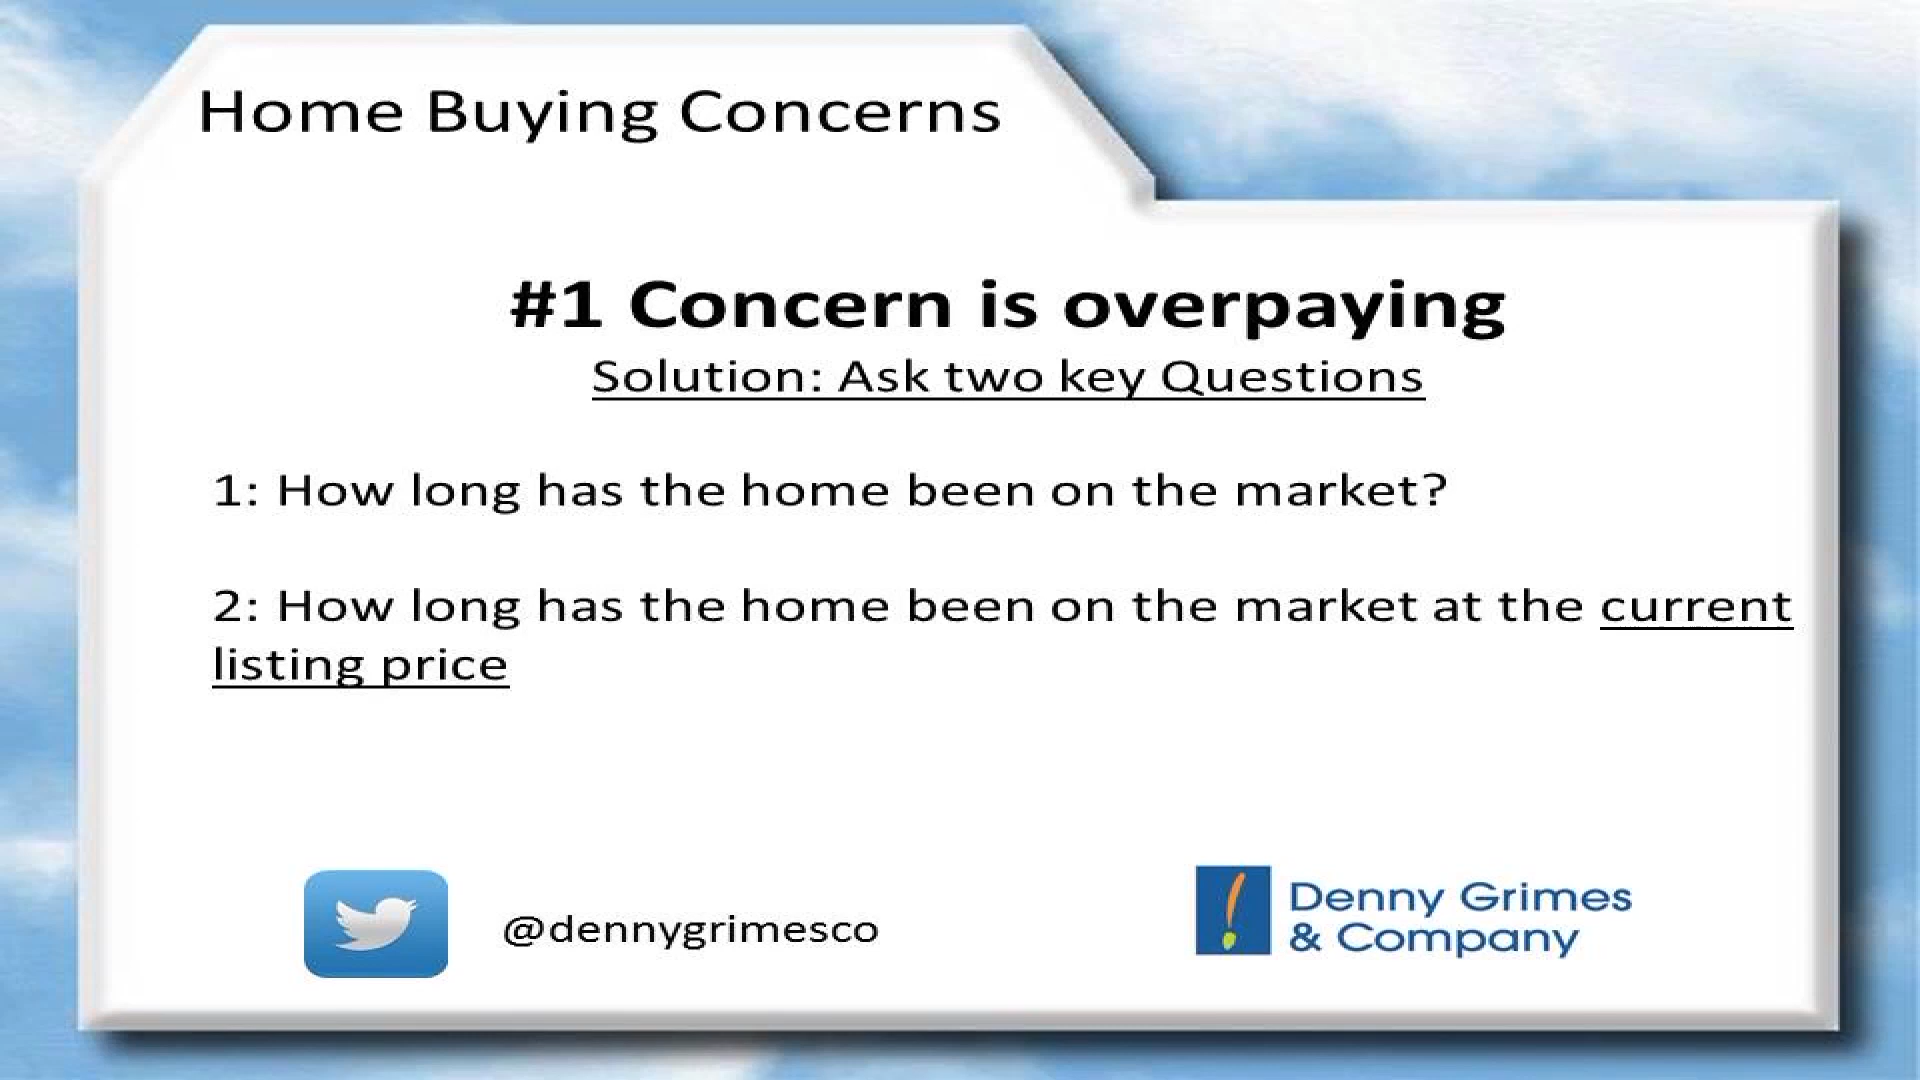 Home Buying Concerns
#1 Concern is overpaying
Solution: Ask two key Questions
1: How long has the home been on the market?
2: How long has the home been on the market at the current
listing price
@dennygrimesco
Denny Grimes
& Company